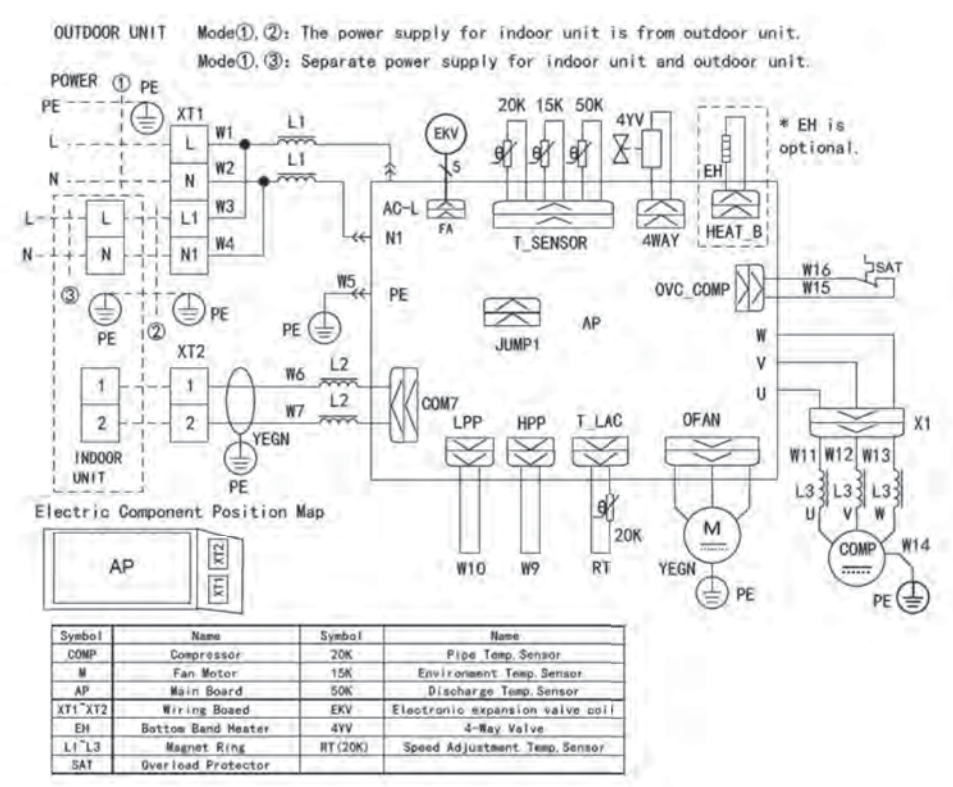 OUTDOOR UNIT Mode①,②: The power supply for indoor unit is from outdoor unit.
Mode①,③: Separate power supply for indoor unit and outdoor unit.
POWER ① PE
PE
XT1
L L W1 L1
N N W2 L1
L L L1 W3
N N N1 W4
③ PE ② PE
EKV
5
FA
AC-L
N1
W5 PE
PE
20K 15K 50K
θ θ θ
T_SENSOR
4YV
4WAY
EH
HEAT_B
* EH is
optional.
OVC_COMP W16 SAT
W15
JUMP1
AP
W
V
U
XT2
1 1 W6 L2
2 2 W7 L2
COM7
YEGN
PE
INDOOR
UNIT
LPP HPP T_LAC OFAN
X1
W10 W9 RT
θ
20K
M
YEGN
PE
W11 W12 W13
L3 L3 L3
U V W
COMP W14
PE
Electric Component Position Map
AP XT2
XT1
Symbol Name Symbol Name
COMP Compressor 20K Pipe Temp. Sensor
M Fan Motor 15K Environment Temp. Sensor
AP Main Board 50K Discharge Temp. Sensor
XT1~XT2 Wiring Boaed EKV Electronic expansion valve coil
EH Bottom Band Heater 4YV 4-Way Valve
L1~L3 Magnet Ring RT(20K) Speed Adjustment Temp. Sensor
SAT Overload Protector